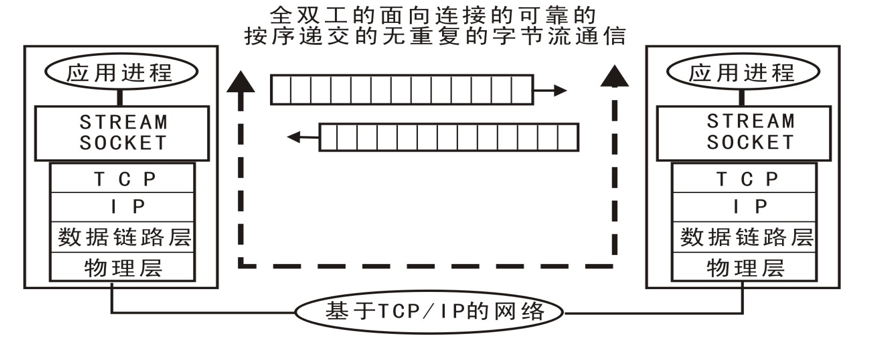 全双工的面向连接的可靠的
按序递交的无重复的字节流通信
应用进程
STREAM
SOCKET
TCP
IP
数据链路层
物理层
应用进程
STREAM
SOCKET
TCP
IP
数据链路层
物理层
基于TCP/IP的网络